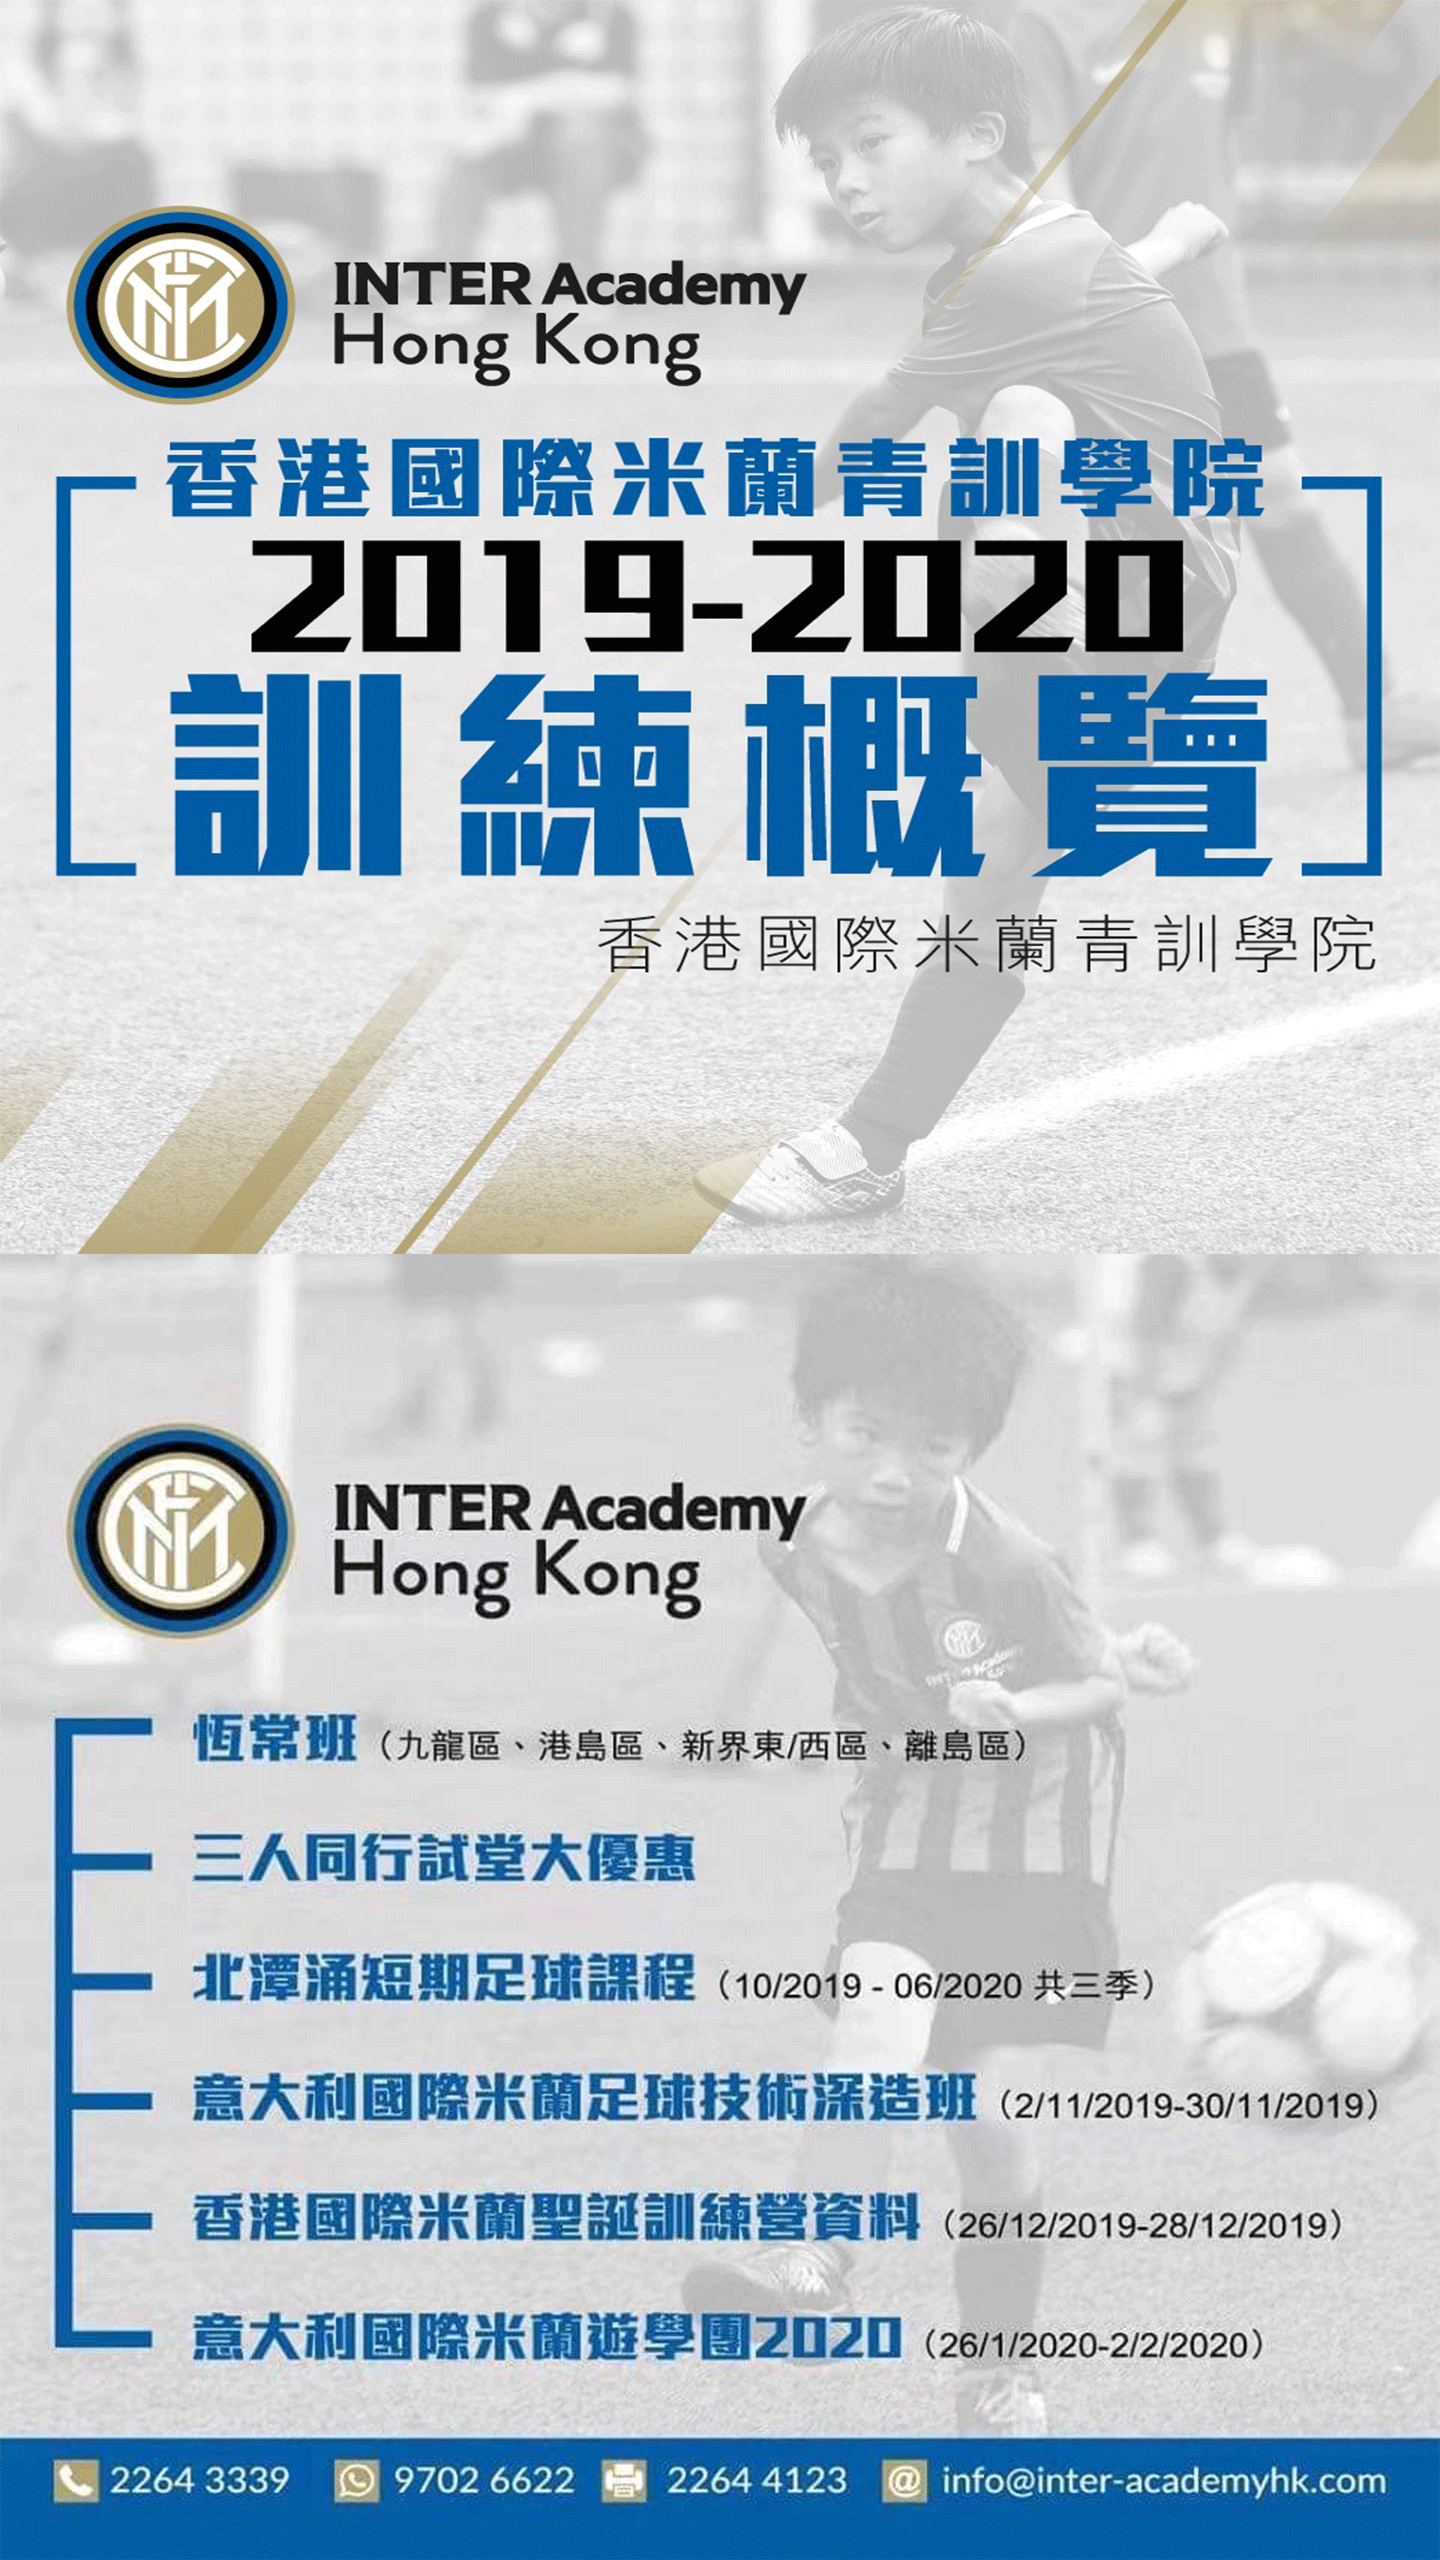 INTER Academy
Hong Kong
香港國際米蘭青訓學院
2019-2020
訓練概覽
香港國際米蘭青訓學院
INTER Academy
Hong Kong
恆常班（九龍區、港島區、新界東/西區、離島區）
三人同行試堂大優惠
北潭涌短期足球課程（10/2019 - 06/2020 共三季）
意大利國際米蘭足球技術深造班（2/11/2019-30/11/2019）
香港國際米蘭聖誕訓練營資料（26/12/2019-28/12/2019）
意大利國際米蘭遊學團2020（26/1/2020-2/2/2020）
2264 3339 9702 6622 2264 4123 info@inter-academyhk.com